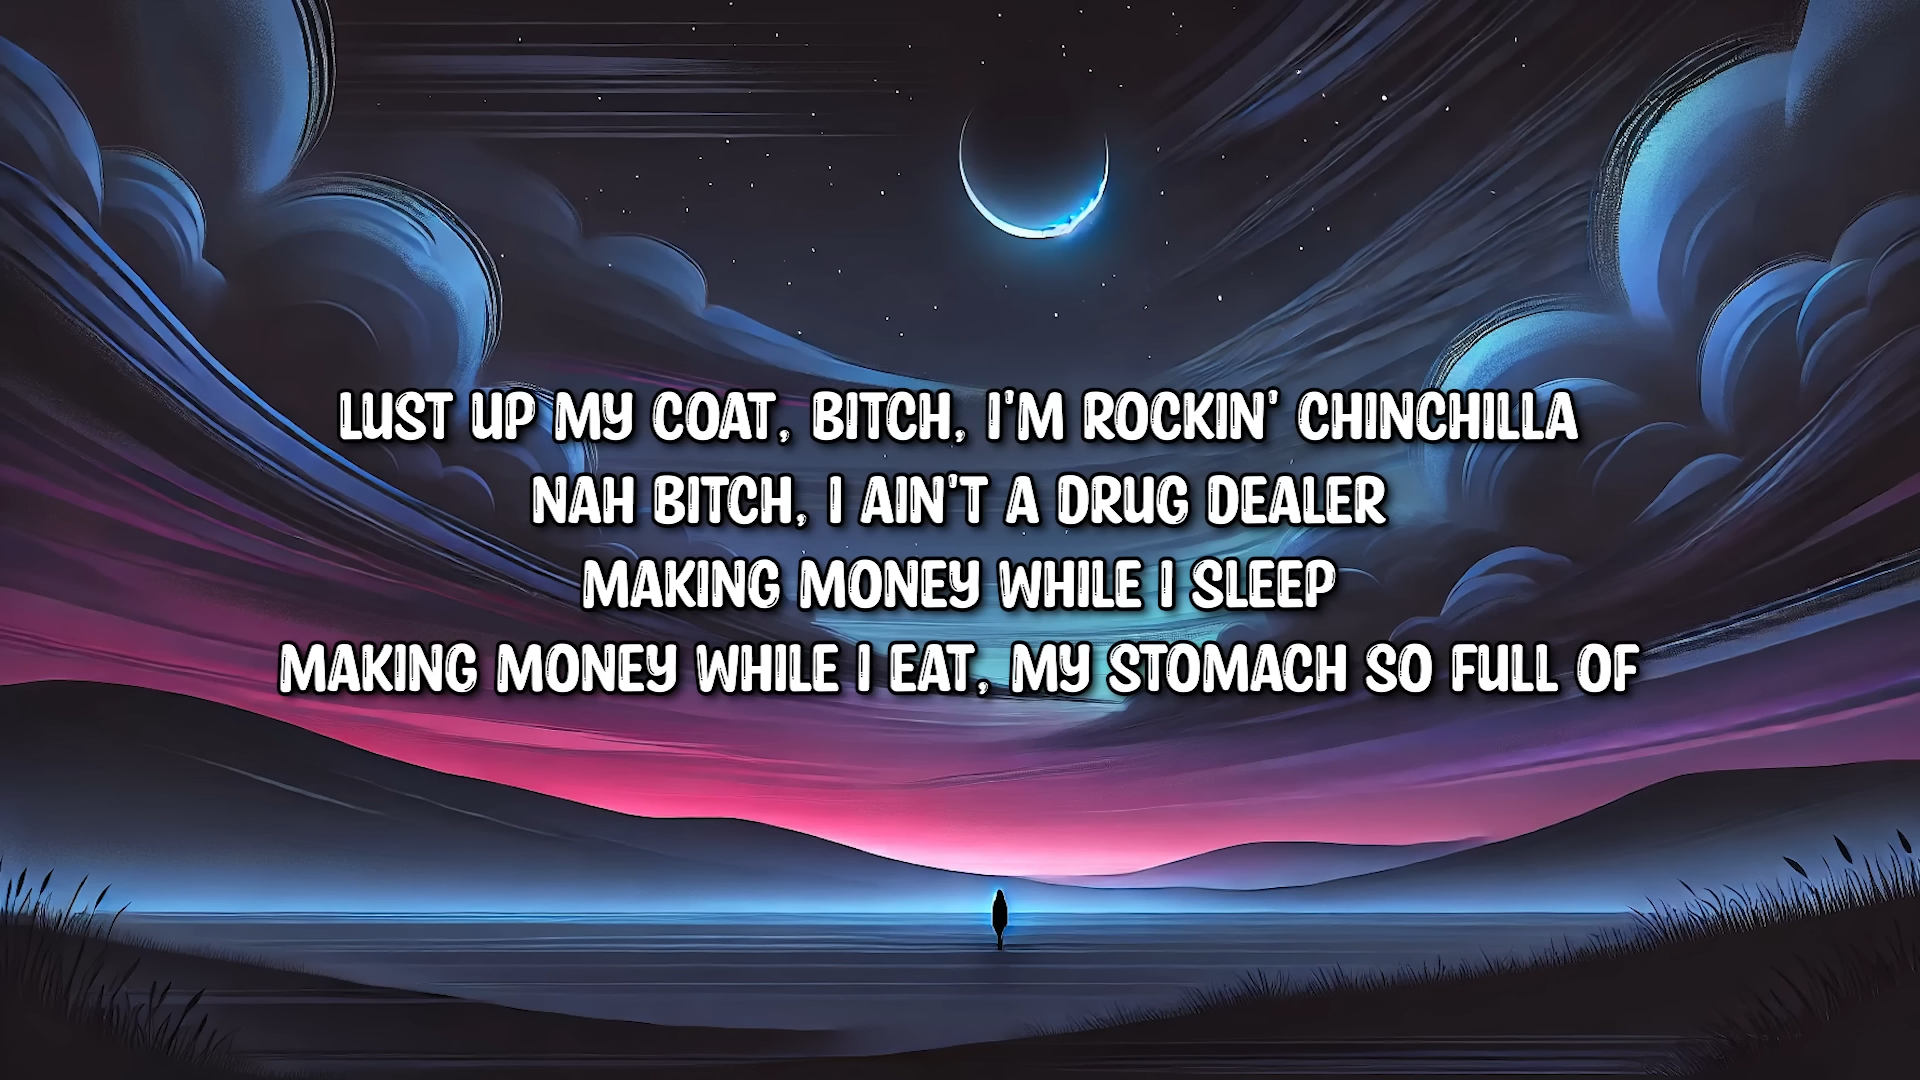 LUST UP MY COAT, BITCH, I'M ROCKIN' CHINCHILLA
NAH BITCH, I AIN'T A DRUG DEALER
MAKING MONEY WHILE I SLEEP
MAKING MONEY WHILE I EAT, MY STOMACH SO FULL OF